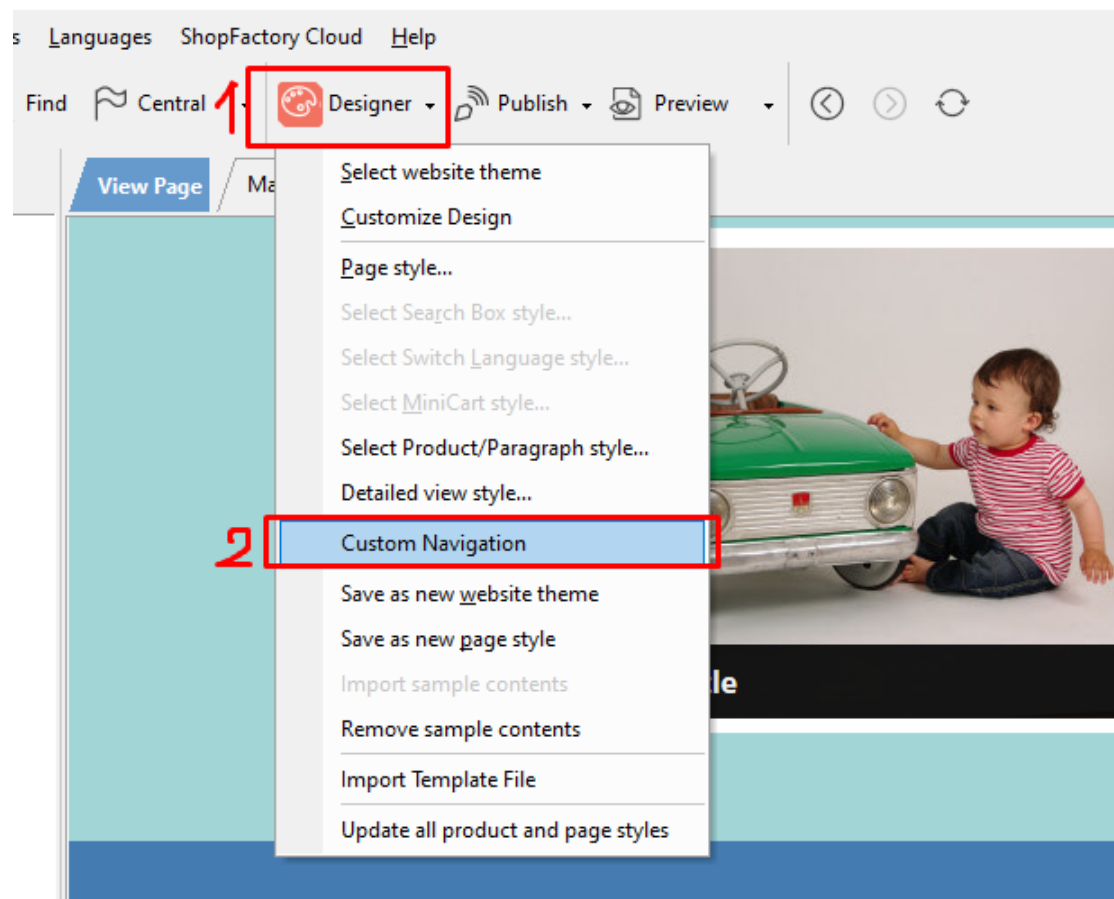 s Languages ShopFactory Cloud Help
Find Central 1 Designer Publish Preview
View Page Ma
Select website theme
Customize Design
Page style...
Select Search Box style...
Select Switch Language style...
Select MiniCart style...
Select Product/Paragraph style...
Detailed view style...
2 Custom Navigation
Save as new website theme
Save as new page style
Import sample contents
tle
Remove sample contents
Import Template File
Update all product and page styles